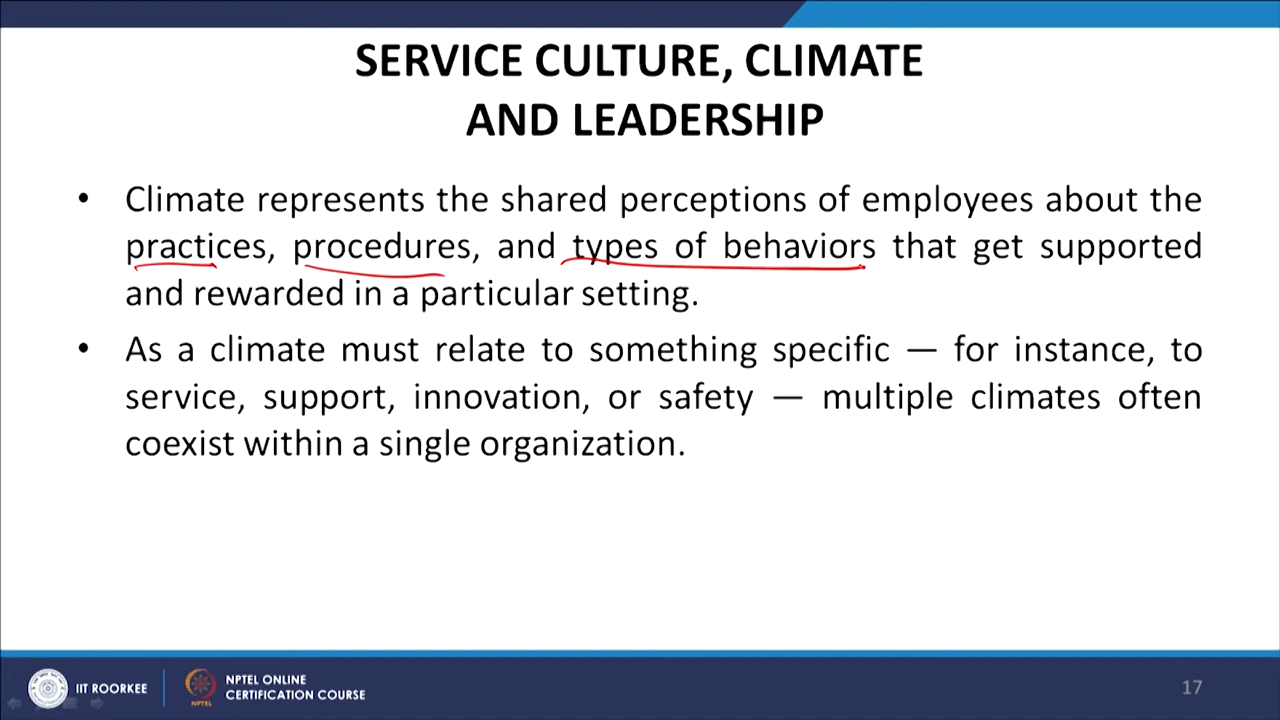 SERVICE CULTURE, CLIMATE
AND LEADERSHIP
• Climate represents the shared perceptions of employees about the
practices, procedures, and types of behaviors that get supported
and rewarded in a particular setting.
• As a climate must relate to something specific — for instance, to
service, support, innovation, or safety — multiple climates often
coexist within a single organization.
IIT ROORKEE
NPTEL
NPTEL ONLINE
CERTIFICATION COURSE
17